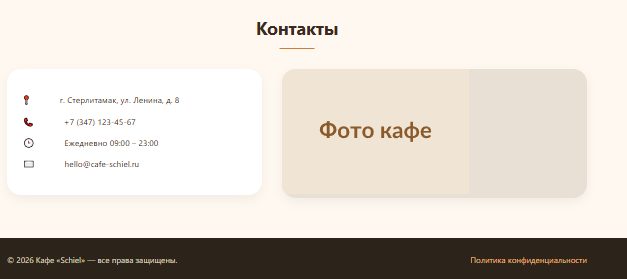 Контакты
г. Стерлитамак, ул. Ленина, д. 8
+7 (347) 123-45-67
Ежедневно 09:00 – 23:00
hello@cafe-schiel.ru
Фото кафе
© 2026 Кафе «Schiel» — все права защищены.
Политика конфиденциальности